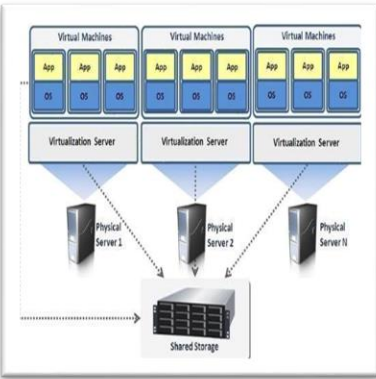 Virtual Machines Virtual Machines Virtual Machines
App App App App App App App App App
OS OS OS OS OS OS OS OS OS
Virtualization Server Virtualization Server Virtualization Server
Physical Physical Physical
Server 1 Server 2 Server N
Shared Storage